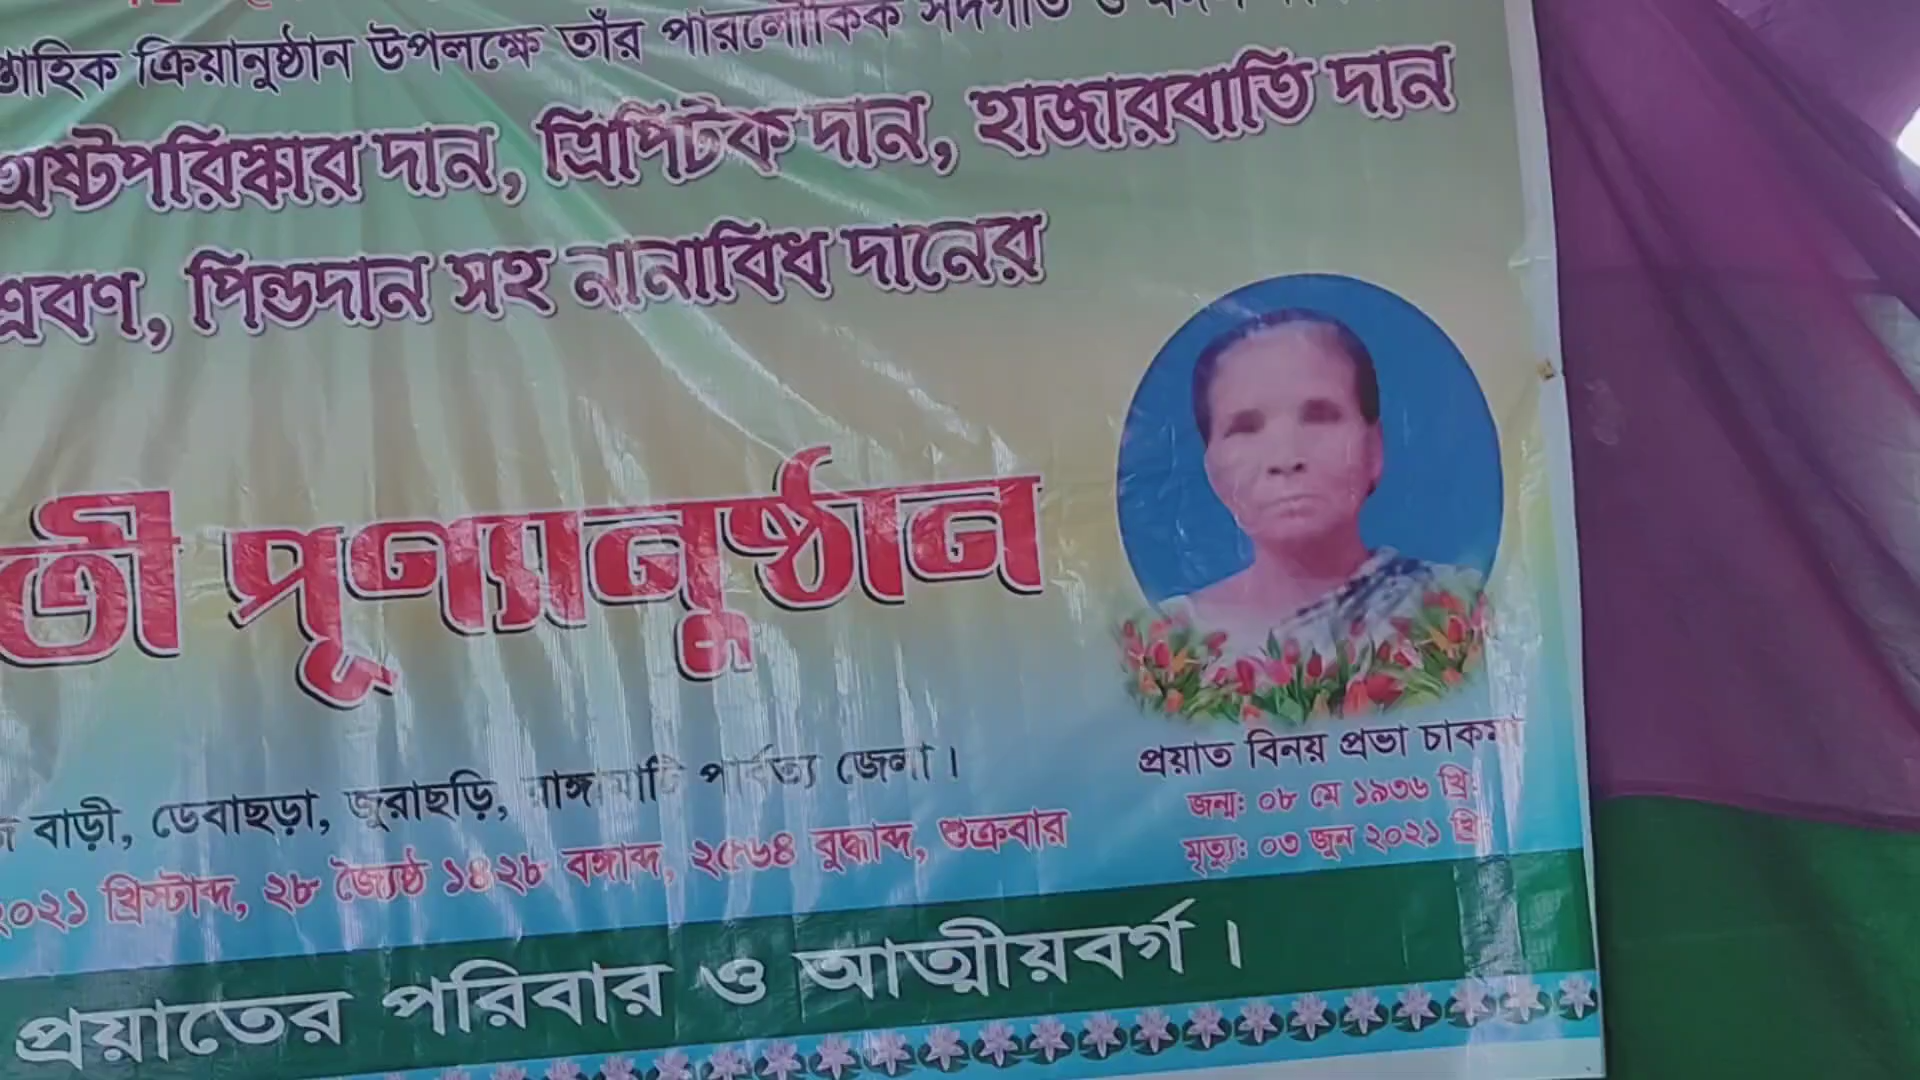 ক্রিয়ানুষ্ঠান উপলক্ষে তাঁর পারলৌকিক সদগতি ও
অষ্টপরিস্কার দান, ত্রিপিটক দান, হাজারবাতি দান
পিন্ডদান সহ নানাবিধ দানের
পূণ্যানুষ্ঠান
প্রয়াত বিনয় প্রভা চাকমা
জন্ম: ০৮ মে ১৯৩৬ খ্রি:
মৃত্যু: ০৩ জুন ২০২১ খ্রি:
বাড়ী, ডেবাছড়া, জুরাছড়ি, রাঙ্গামাটি পার্বত্য জেলা।
২০২১ খ্রিস্টাব্দ, ২৮ জ্যৈষ্ঠ ১৪২৮ বঙ্গাব্দ, ২৫৬৪ বুদ্ধাব্দ, শুক্রবার
প্রয়াতের পরিবার ও আত্মীয়বর্গ।